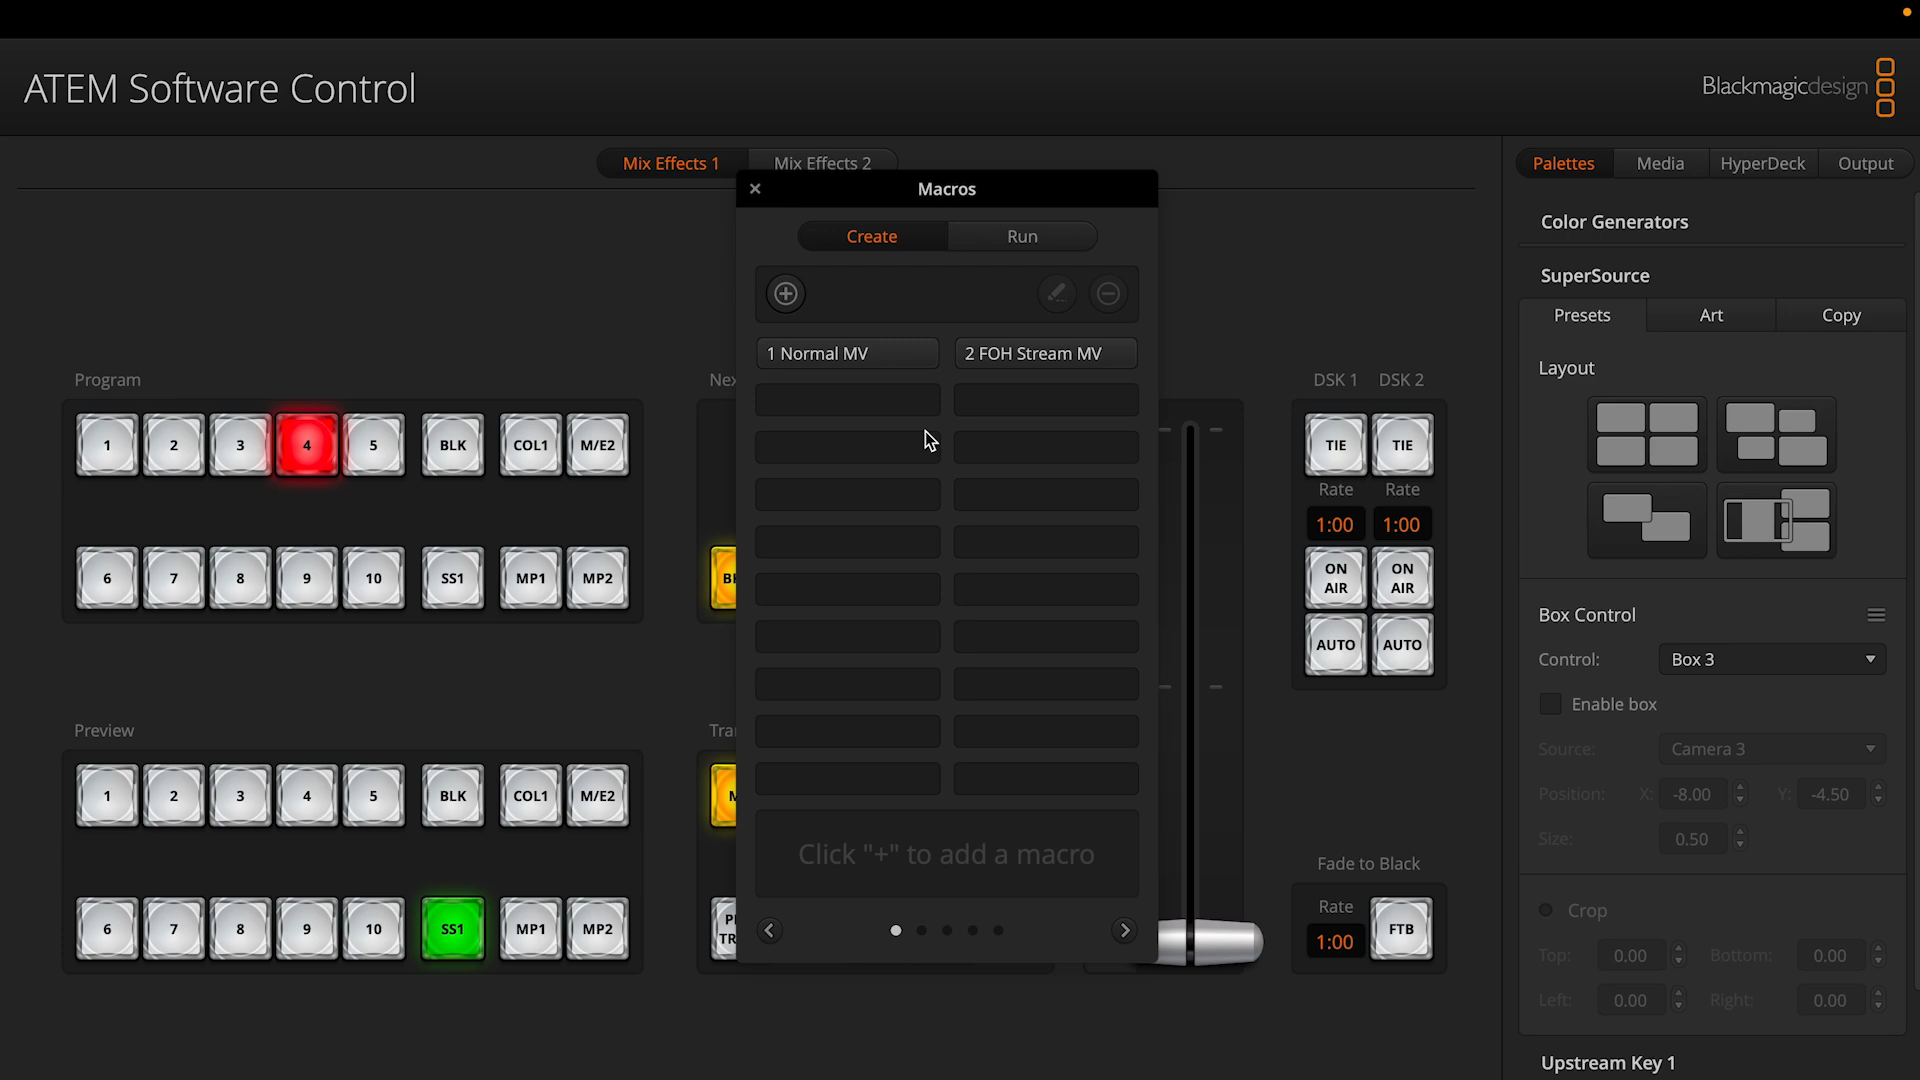 ATEM Software Control
Blackmagicdesign
Mix Effects 1
Mix Effects 2
Palettes
Media
HyperDeck
Output
Macros
Create
Run
1 Normal MV
2 FOH Stream MV
Click "+" to add a macro
Program
1
2
3
4
5
BLK
COL1
M/E2
6
7
8
9
10
SS1
MP1
MP2
Nex
BK
Preview
1
2
3
4
5
BLK
COL1
M/E2
6
7
8
9
10
SS1
MP1
MP2
Tra
M
TR
DSK 1
DSK 2
TIE
TIE
Rate
Rate
1:00
1:00
ON
AIR
ON
AIR
AUTO
AUTO
Fade to Black
Rate
1:00
FTB
Color Generators
SuperSource
Presets
Art
Copy
Layout
Box Control
Control:
Box 3
Enable box
Source:
Camera 3
Position:
X:
-8.00
Y:
-4.50
Size:
0.50
Crop
Top:
0.00
Bottom:
0.00
Left:
0.00
Right:
0.00
Upstream Key 1